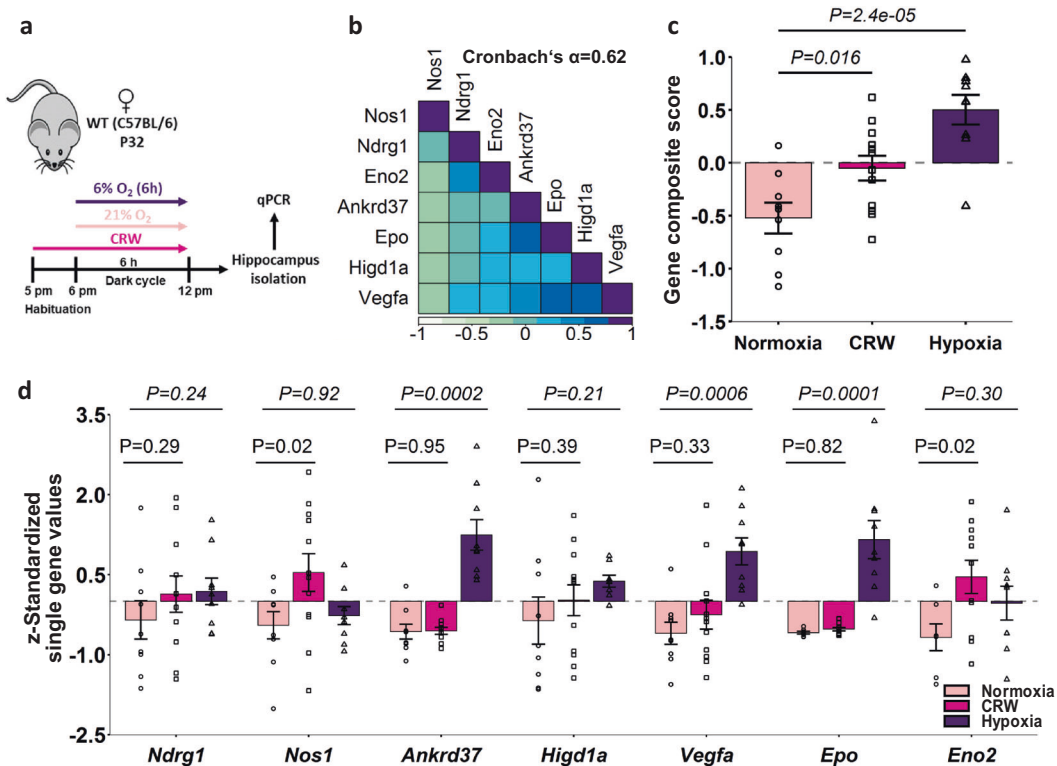 a
♀
WT (C57BL/6)
P32
6% O₂ (6h)
21% O₂
CRW
6 h
Dark cycle
5 pm
6 pm
12 pm
Habituation
qPCR
Hippocampus
isolation
b
Cronbach‘s α=0.62
Nos1
Ndrg1
Eno2
Ankrd37
Epo
Higd1a
Vegfa
Nos1
Ndrg1
Eno2
Ankrd37
Epo
Higd1a
Vegfa
-1
-0.5
0
0.5
1
c
P=2.4e-05
P=0.016
Gene composite score
1.0
0.5
0.0
-0.5
-1.0
-1.5
Normoxia
CRW
Hypoxia
d
P=0.24
P=0.92
P=0.0002
P=0.21
P=0.0006
P=0.0001
P=0.30
P=0.29
P=0.02
P=0.95
P=0.39
P=0.33
P=0.82
P=0.02
z-Standardized
single gene values
3.5
2.0
0.5
-1.0
-2.5
Normoxia
CRW
Hypoxia
Ndrg1
Nos1
Ankrd37
Higd1a
Vegfa
Epo
Eno2